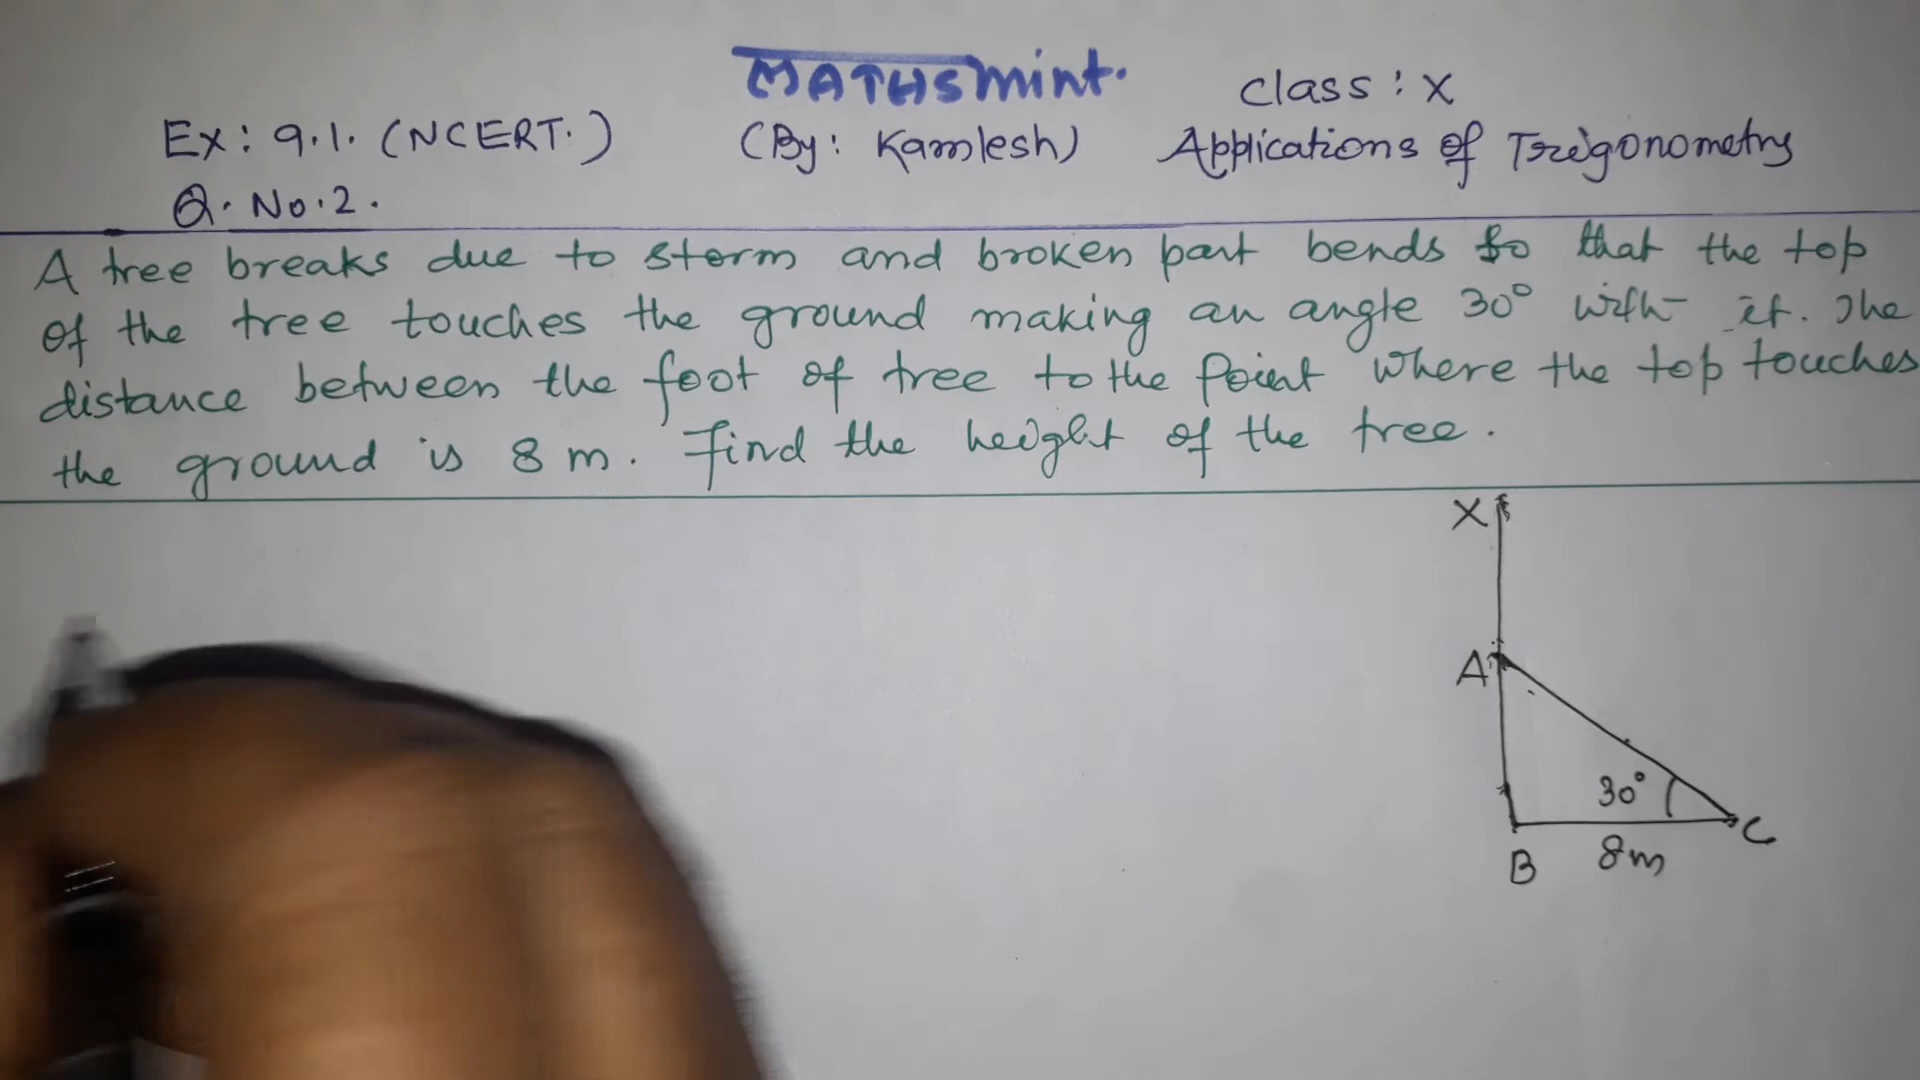 MATHSmint.
Class : X
Ex: 9.1. (NCERT.)
(By: Kamlesh)
Applications of Trigonometry
Q. No.2.
A tree breaks due to storm and broken part bends so that the top
of the tree touches the ground making an angle 30° with it. The
distance between the foot of tree to the point where the top touches
the ground is 8 m. Find the height of the tree.
X
A
30°
C
B
8m